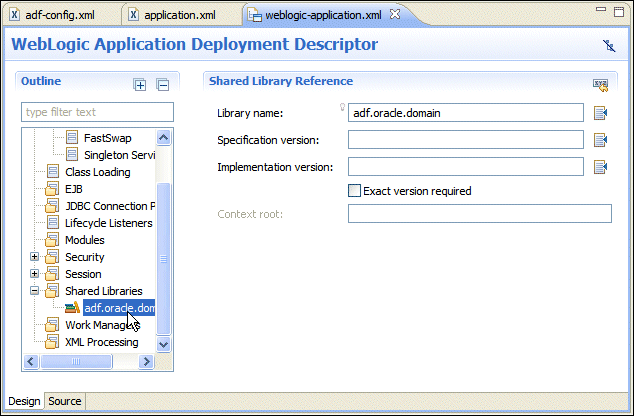 adf-config.xml application.xml weblogic-application.xml
WebLogic Application Deployment Descriptor
Outline
type filter text
FastSwap
Singleton Servi
Class Loading
EJB
JDBC Connection P
Lifecycle Listeners
Modules
Security
Session
Shared Libraries
adf.oracle.dom
Work Managers
XML Processing
Shared Library Reference
Library name: adf.oracle.domain
Specification version:
Implementation version:
Exact version required
Context root:
Design Source